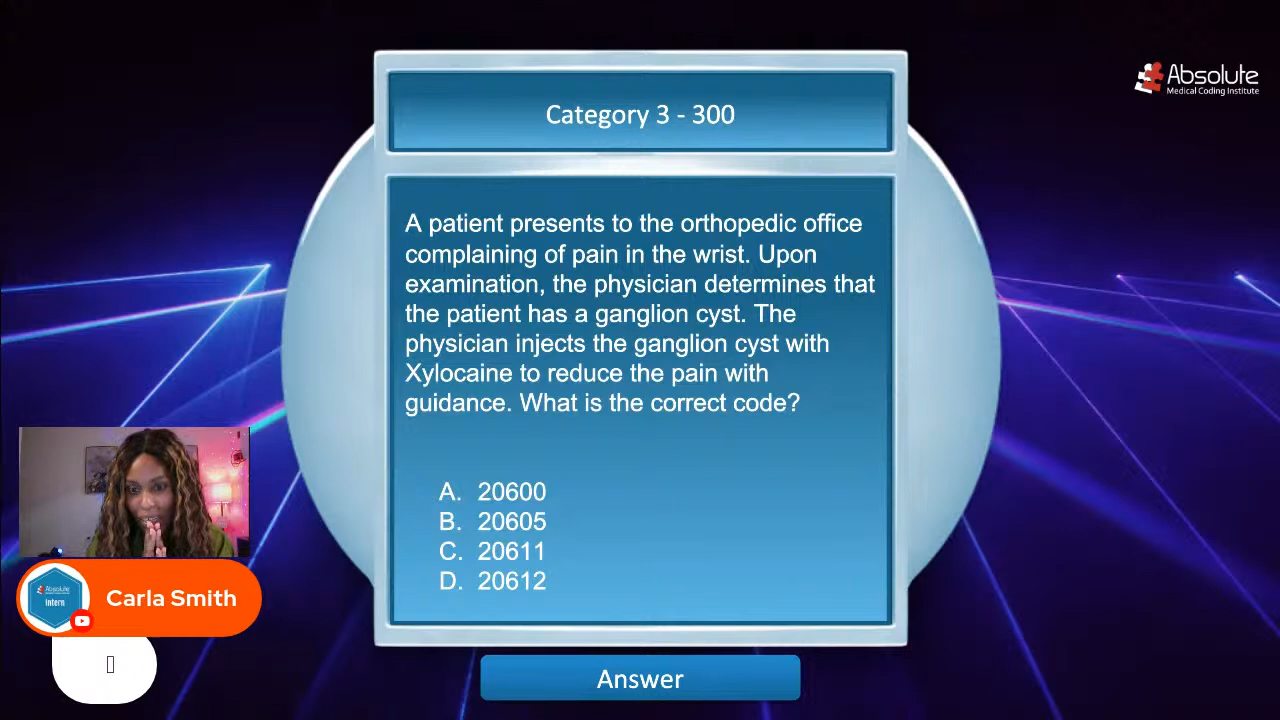 Absolute
Medical Coding Institute
Category 3 - 300
A patient presents to the orthopedic office
complaining of pain in the wrist. Upon
examination, the physician determines that
the patient has a ganglion cyst. The
physician injects the ganglion cyst with
Xylocaine to reduce the pain with
guidance. What is the correct code?
A. 20600
B. 20605
C. 20611
D. 20612
Absolute
Intern
Carla Smith
Answer